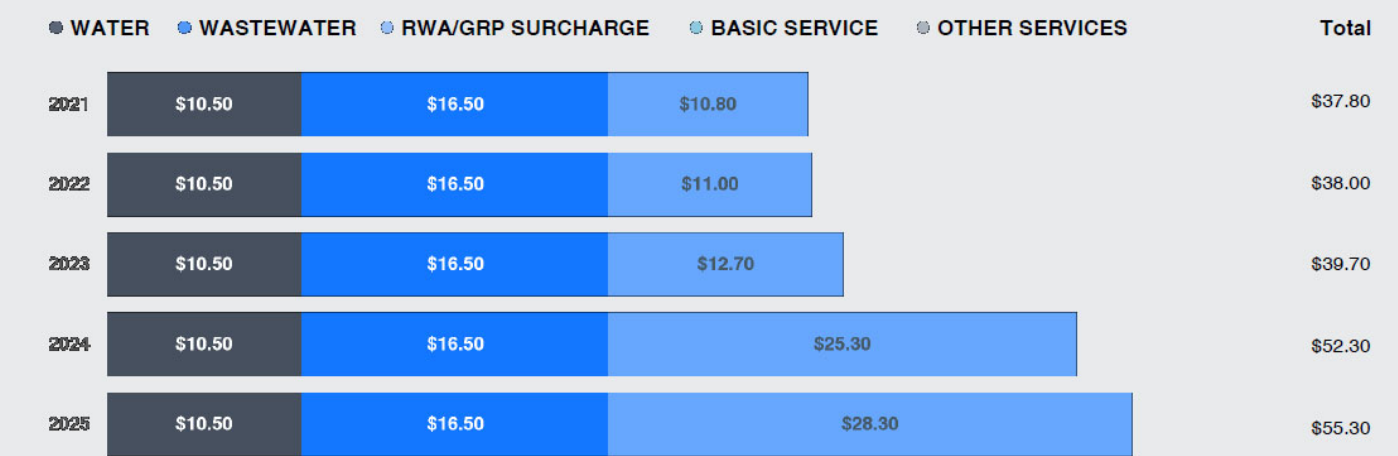 WATER WASTEWATER RWA/GRP SURCHARGE BASIC SERVICE OTHER SERVICES Total
2021 $10.50 $16.50 $10.80 $37.80
2022 $10.50 $16.50 $11.00 $38.00
2023 $10.50 $16.50 $12.70 $39.70
2024 $10.50 $16.50 $25.30 $52.30
2025 $10.50 $16.50 $28.30 $55.30